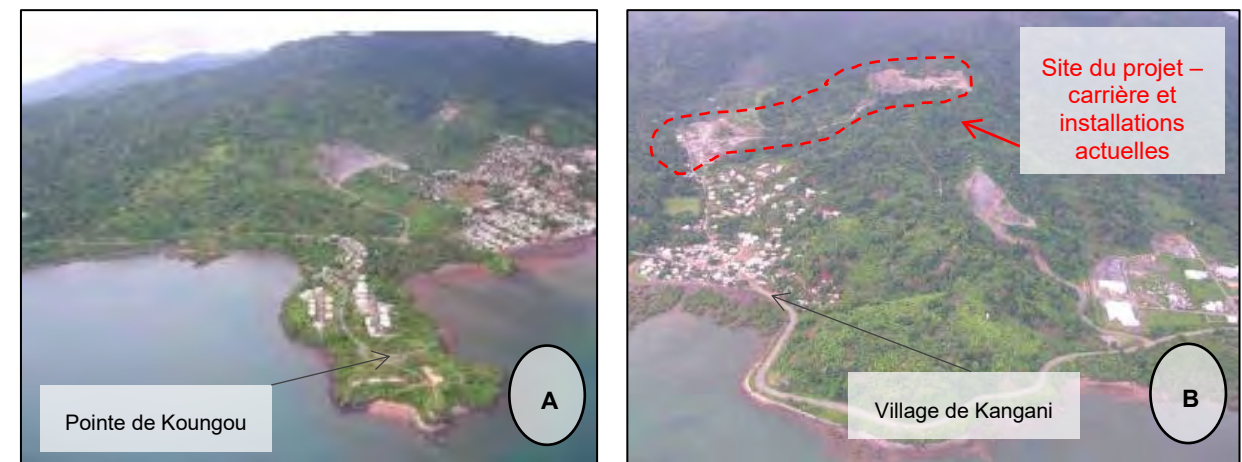 Pointe de Koungou
A
Site du projet –
carrière et
installations
actuelles
Village de Kangani
B